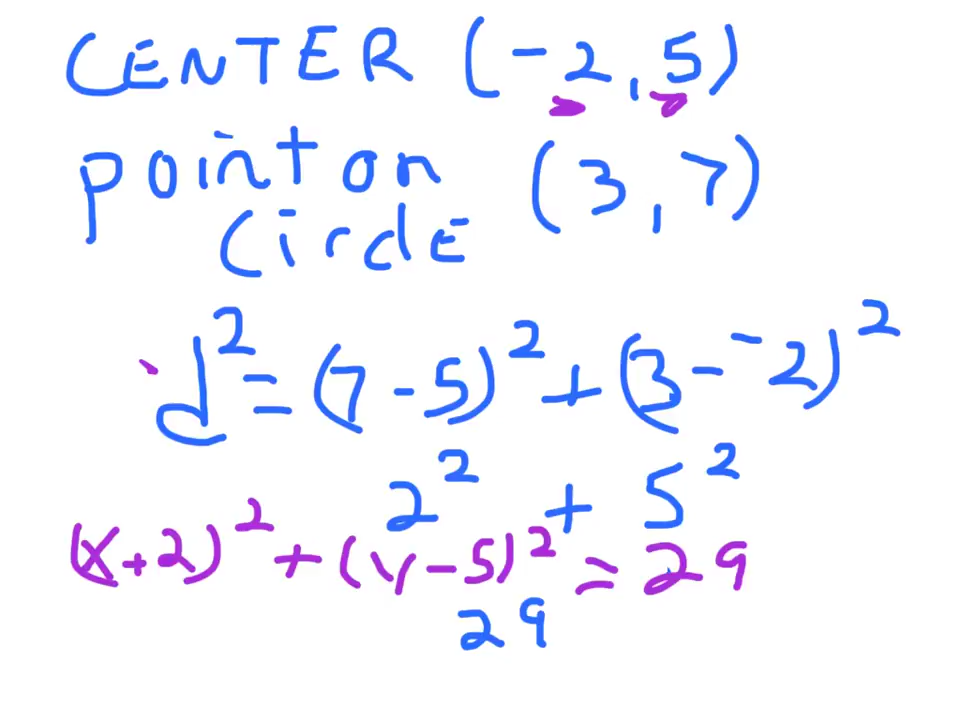 CENTER (-2,5)
point on (3,7)
Circle
d²=(7-5)²+(3-⁻2)²
2²+5²
(x+2)²+(y-5)²=29
29